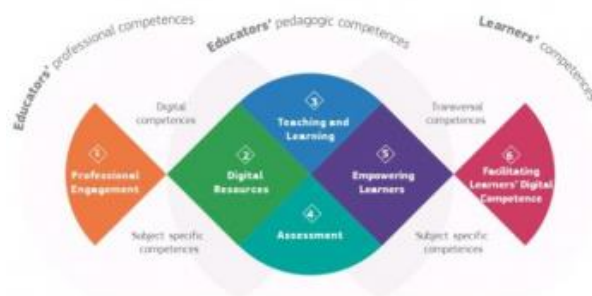 Educators' professional competences
Educators' pedagogic competences
Learners' competences
Digital
competences
Transversal
competences
1
Professional
Engagement
2
Digital
Resources
3
Teaching and
Learning
4
Assessment
5
Empowering
Learners
6
Facilitating
Learners' Digital
Competence
Subject specific
competences
Subject specific
competences